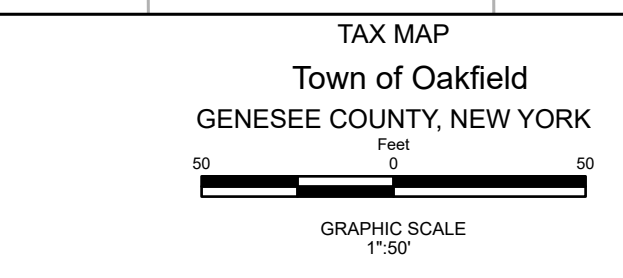 TAX MAP
Town of Oakfield
GENESEE COUNTY, NEW YORK
Feet
50 0 50
GRAPHIC SCALE
1":50'